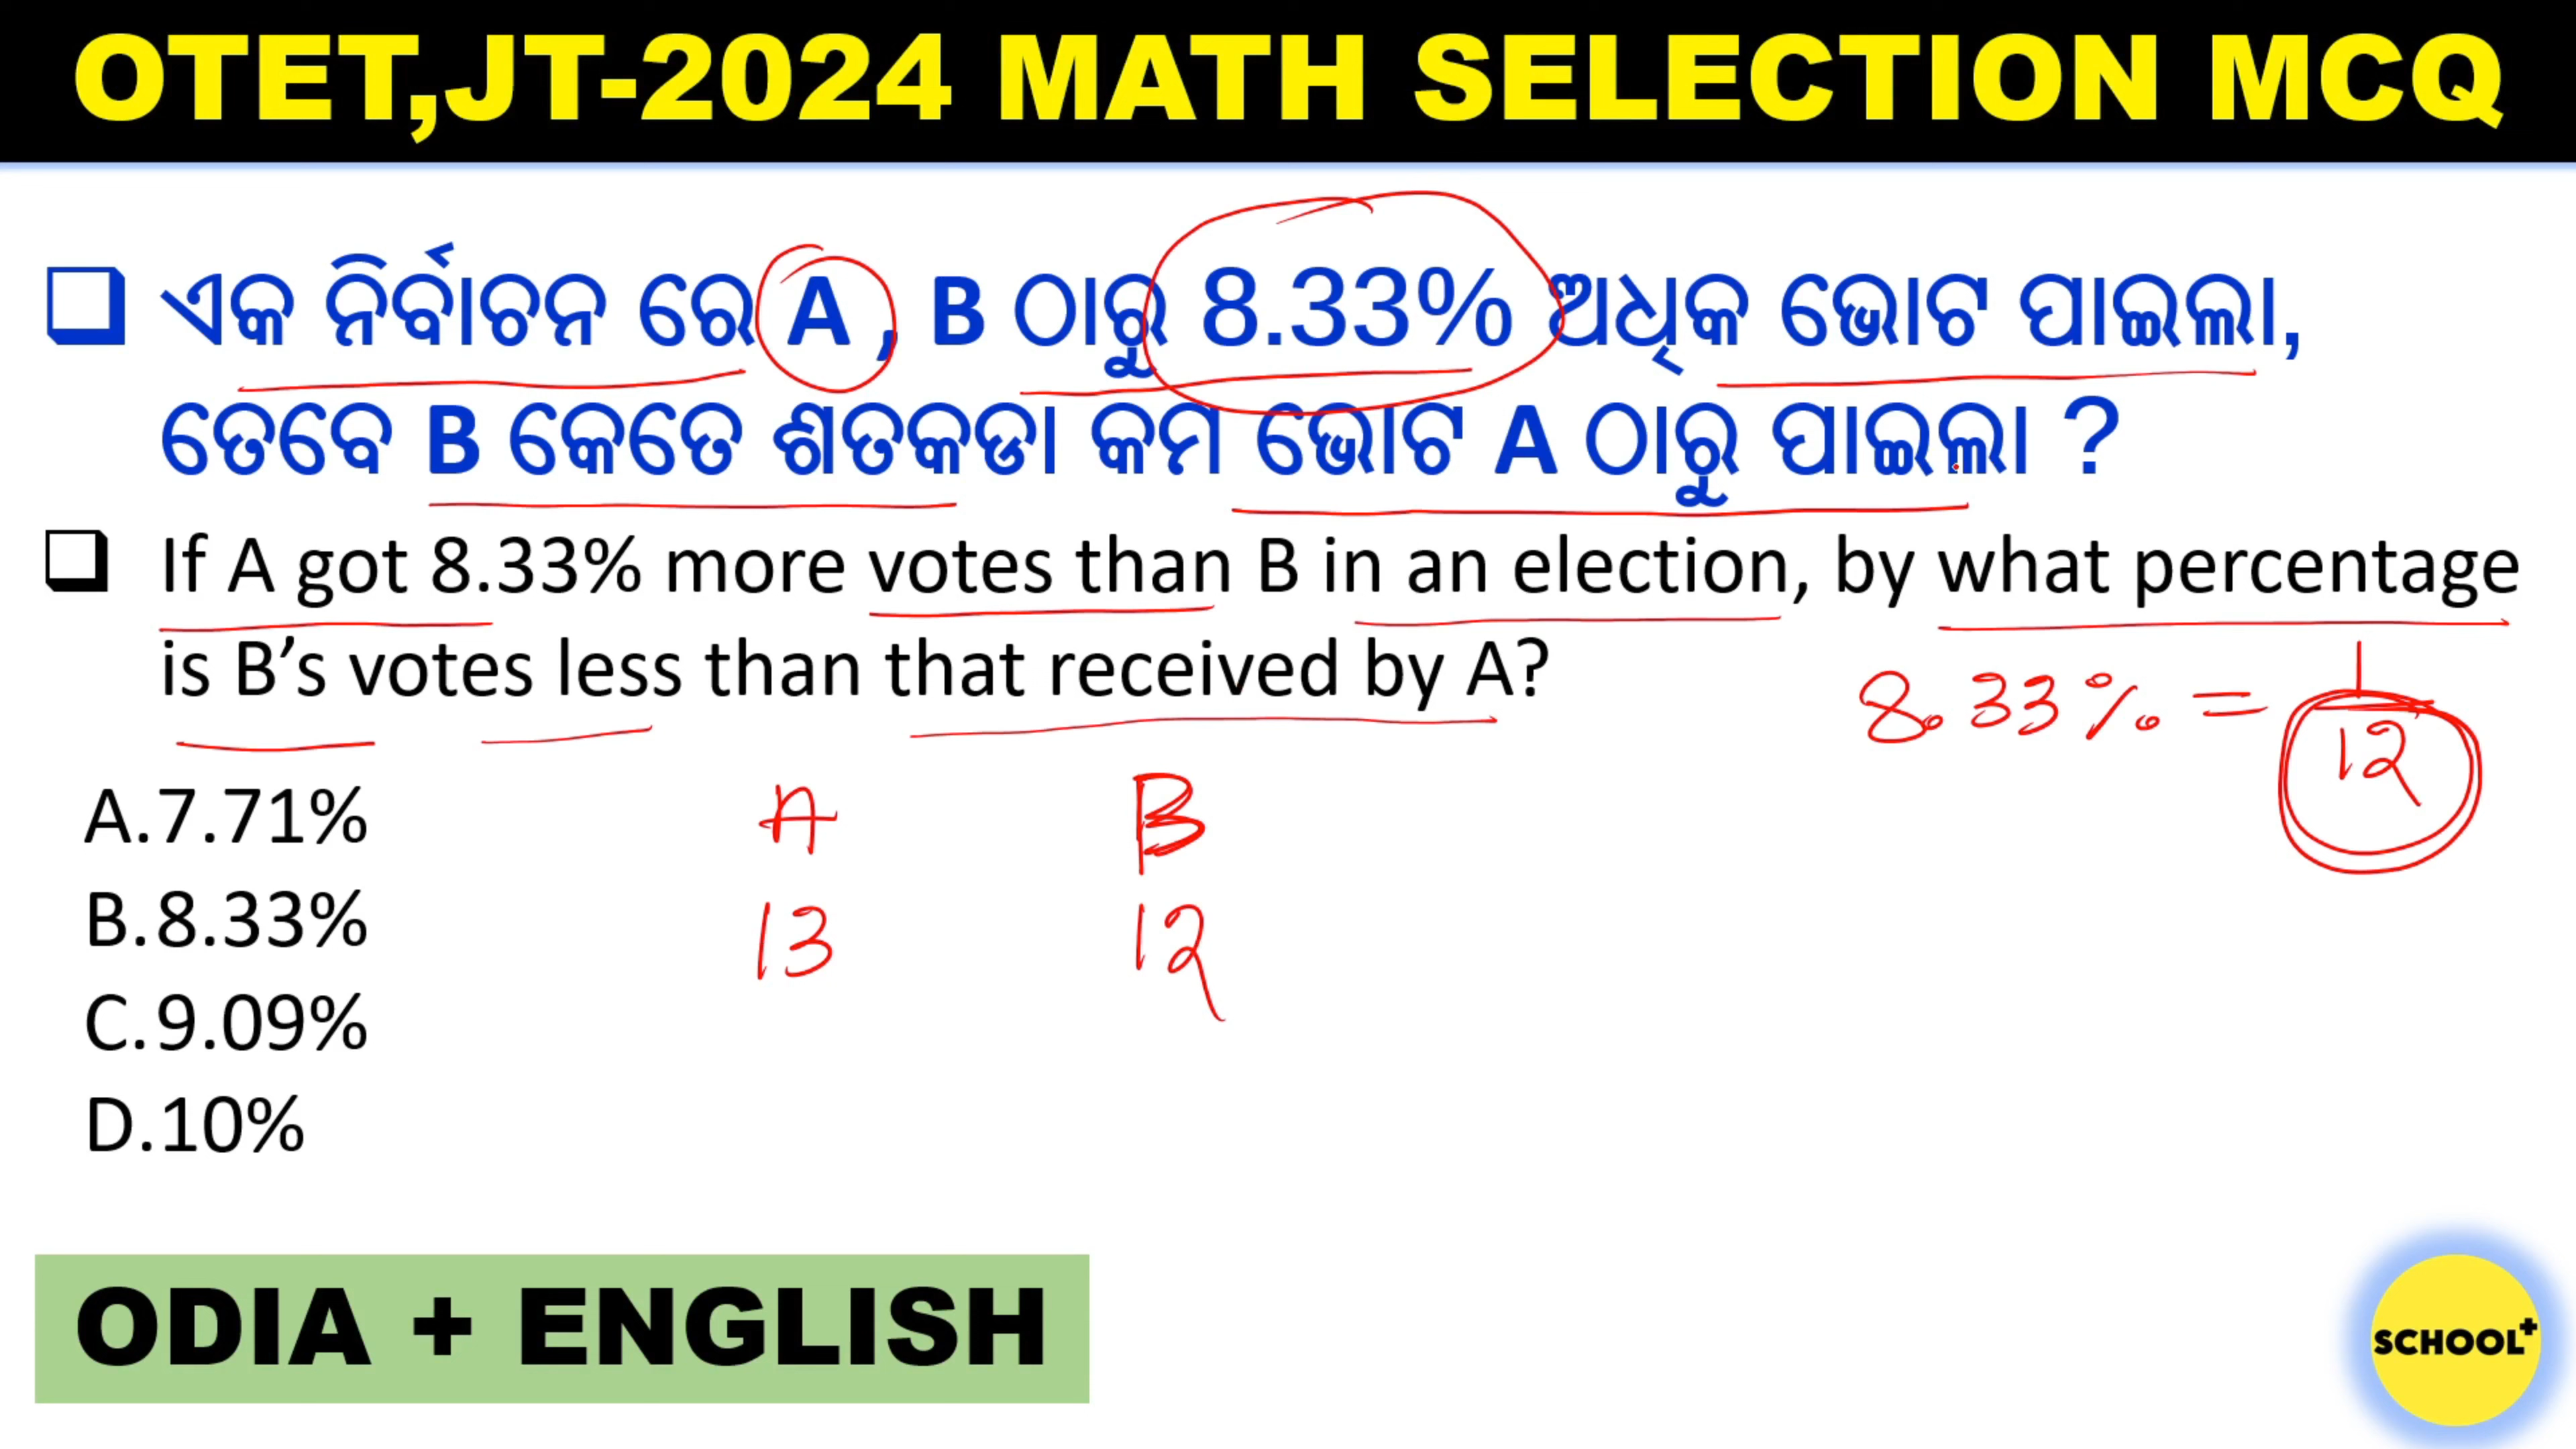 OTET,JT-2024 MATH SELECTION MCQ
ଏକ ନିର୍ବାଚନ ରେ A , B ଠାରୁ 8.33% ଅଧିକ ଭୋଟ ପାଇଲା,
ତେବେ B କେତେ ଶତକଡା କମ ଭୋଟ A ଠାରୁ ପାଇଲା ?
If A got 8.33% more votes than B in an election, by what percentage
is B’s votes less than that received by A?
8.33% = 1/12
A.7.71%
B.8.33%
C.9.09%
D.10%
A B
13 12
ODIA + ENGLISH
SCHOOL+